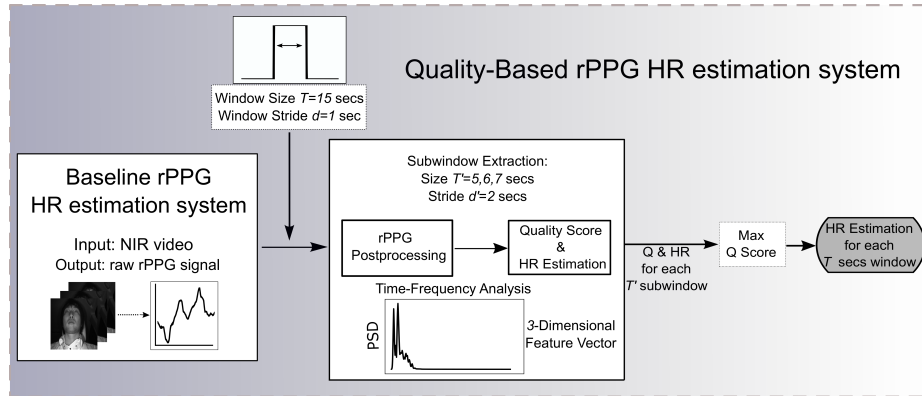 Quality-Based rPPG HR estimation system
Window Size T=15 secs
Window Stride d=1 sec
Baseline rPPG
HR estimation system
Input: NIR video
Output: raw rPPG signal
Subwindow Extraction:
Size T'=5,6,7 secs
Stride d'=2 secs
rPPG
Postprocessing
Quality Score
&
HR Estimation
Time-Frequency Analysis
PSD
3-Dimensional
Feature Vector
Q & HR
for each
T' subwindow
Max
Q Score
HR Estimation
for each
T secs window